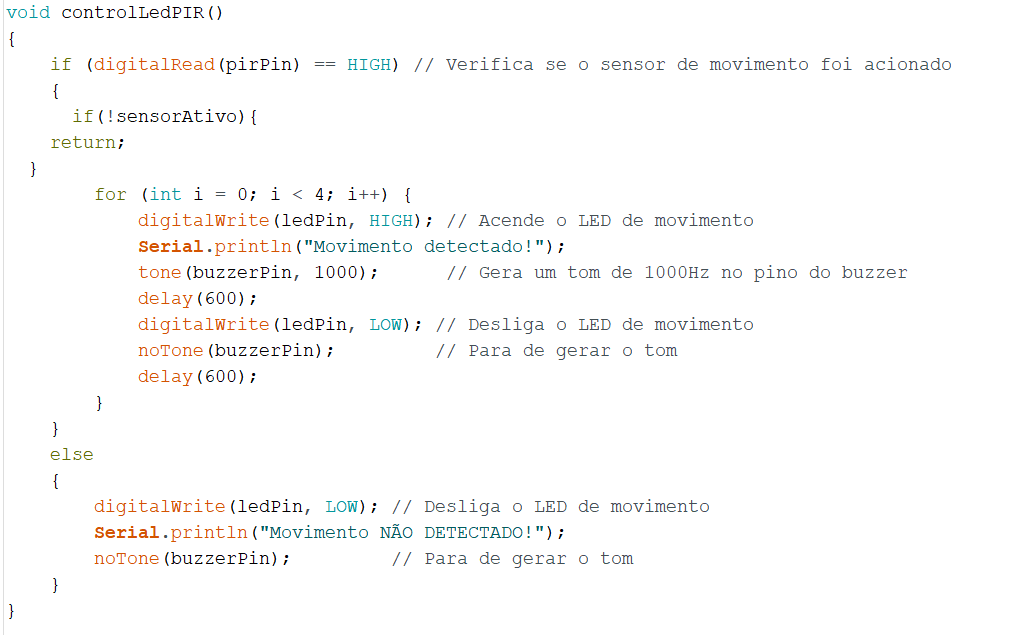 void controlLedPIR()
{
    if (digitalRead(pirPin) == HIGH) // Verifica se o sensor de movimento foi acionado
    {
      if(!sensorAtivo){
    return;
  }
        for (int i = 0; i < 4; i++) {
            digitalWrite(ledPin, HIGH); // Acende o LED de movimento
            Serial.println("Movimento detectado!");
            tone(buzzerPin, 1000);      // Gera um tom de 1000Hz no pino do buzzer
            delay(600);
            digitalWrite(ledPin, LOW); // Desliga o LED de movimento
            noTone(buzzerPin);         // Para de gerar o tom
            delay(600);
        }
    }
    else
    {
        digitalWrite(ledPin, LOW); // Desliga o LED de movimento
        Serial.println("Movimento NÃO DETECTADO!");
        noTone(buzzerPin);         // Para de gerar o tom
    }
}